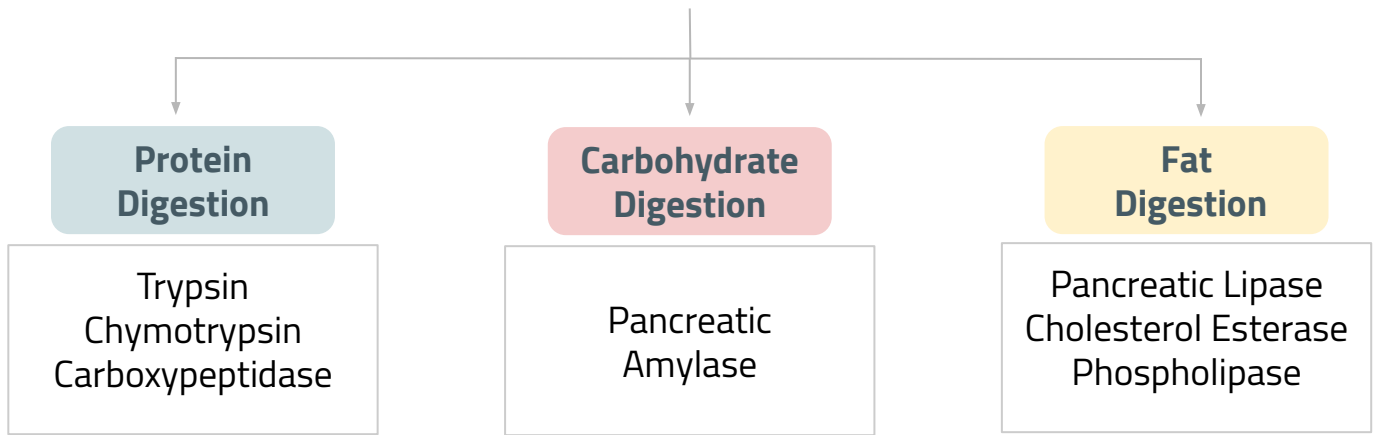 Protein
Digestion
Trypsin
Chymotrypsin
Carboxypeptidase
Carbohydrate
Digestion
Pancreatic
Amylase
Fat
Digestion
Pancreatic Lipase
Cholesterol Esterase
Phospholipase